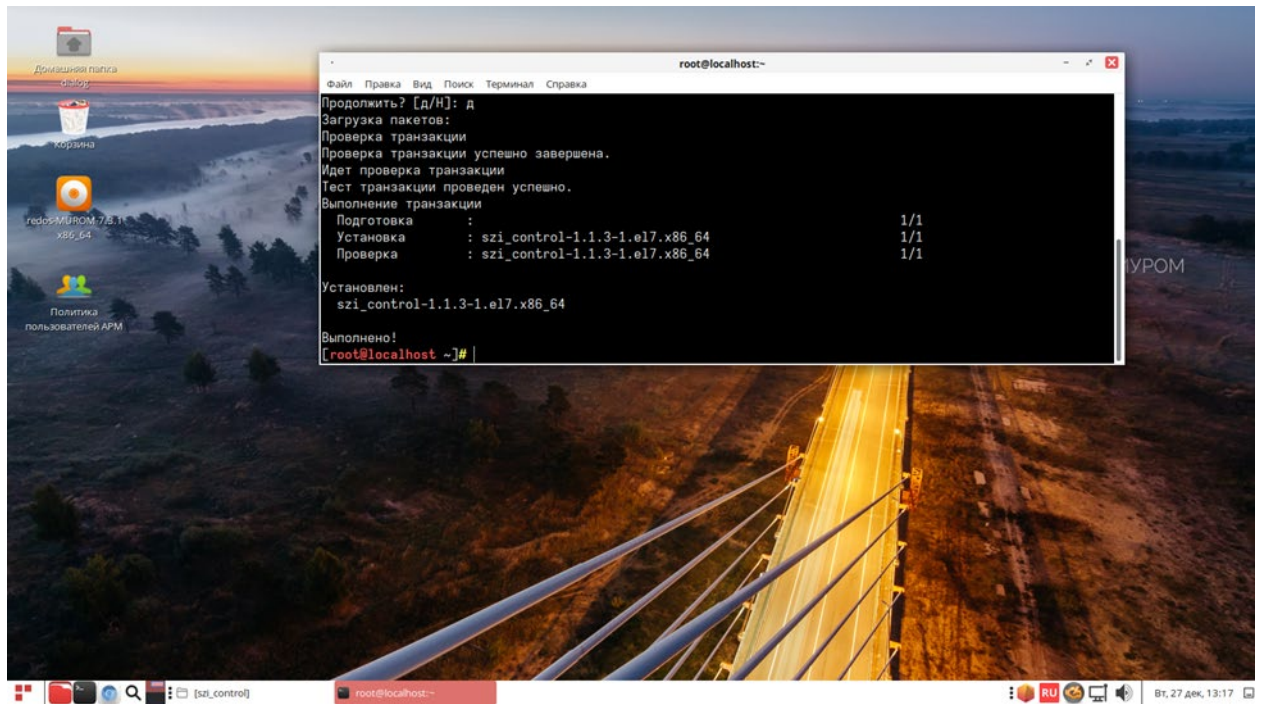 Домашняя папка
dialog
Корзина
redos-MUROM-7.3.1
x86_64
Политика
пользователей АРМ
root@localhost:~
Файл Правка Вид Поиск Терминал Справка
Продолжить? [д/Н]: д
Загрузка пакетов:
Проверка транзакции
Проверка транзакции успешно завершена.
Идет проверка транзакции
Тест транзакции проведен успешно.
Выполнение транзакции
Подготовка : 1/1
Установка : szi_control-1.1.3-1.el7.x86_64 1/1
Проверка : szi_control-1.1.3-1.el7.x86_64 1/1
Установлен:
szi_control-1.1.3-1.el7.x86_64
Выполнено!
[root@localhost ~]#
УРОМ
[szi_control]
root@localhost:~
RU
Вт, 27 дек, 13:17